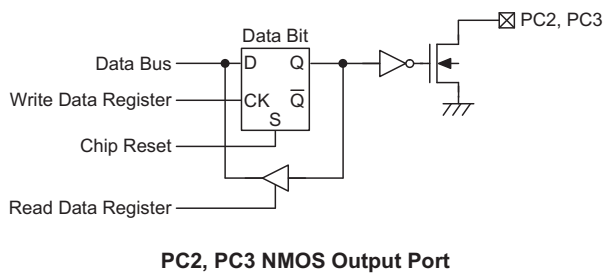 Data Bit
PC2, PC3
Data Bus
D
Q
Write Data Register
CK
Q̅
S
Chip Reset
Read Data Register
PC2, PC3 NMOS Output Port